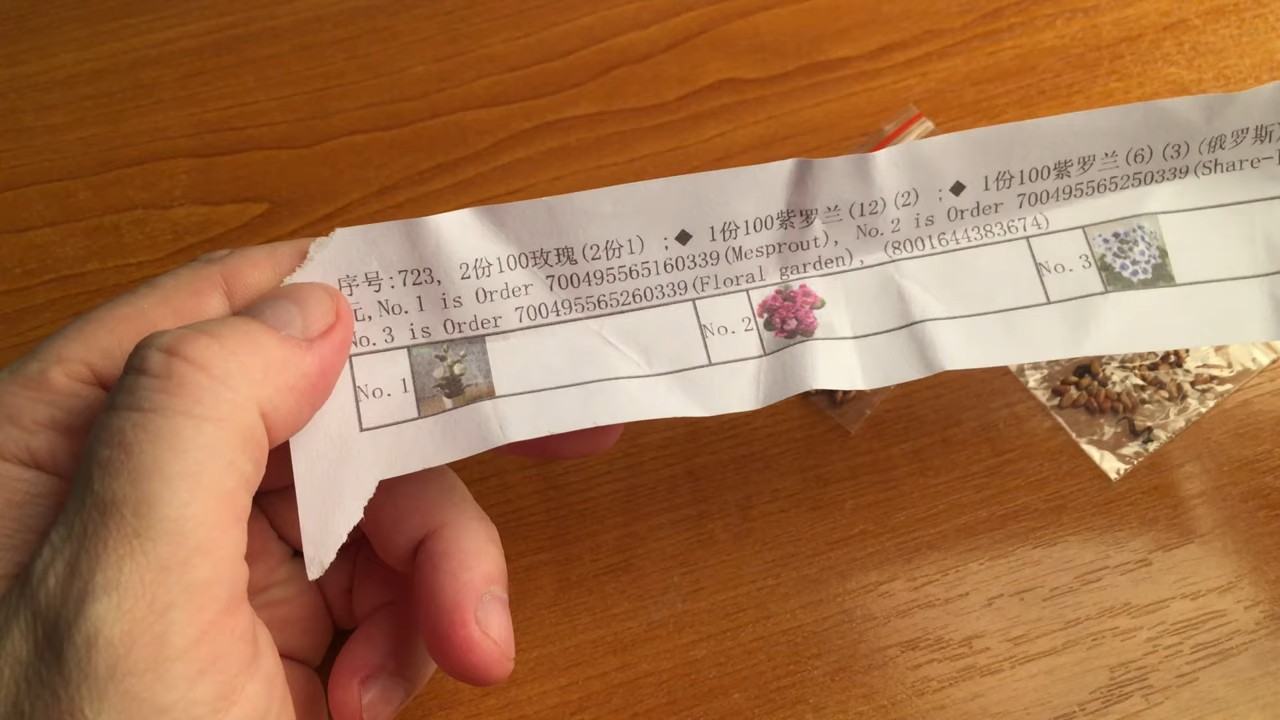 序号:723, 2份100玫瑰(2份1) ;◆ 1份100紫罗兰(12)(2) ;◆ 1份100紫罗兰(6)(3)(俄罗斯)
元,No.1 is Order 700495565160339(Mesprout), No.2 is Order 700495565250339(Share-
No.3 is Order 700495565260339(Floral garden), (8001644383674)
No.1
No.2
No.3